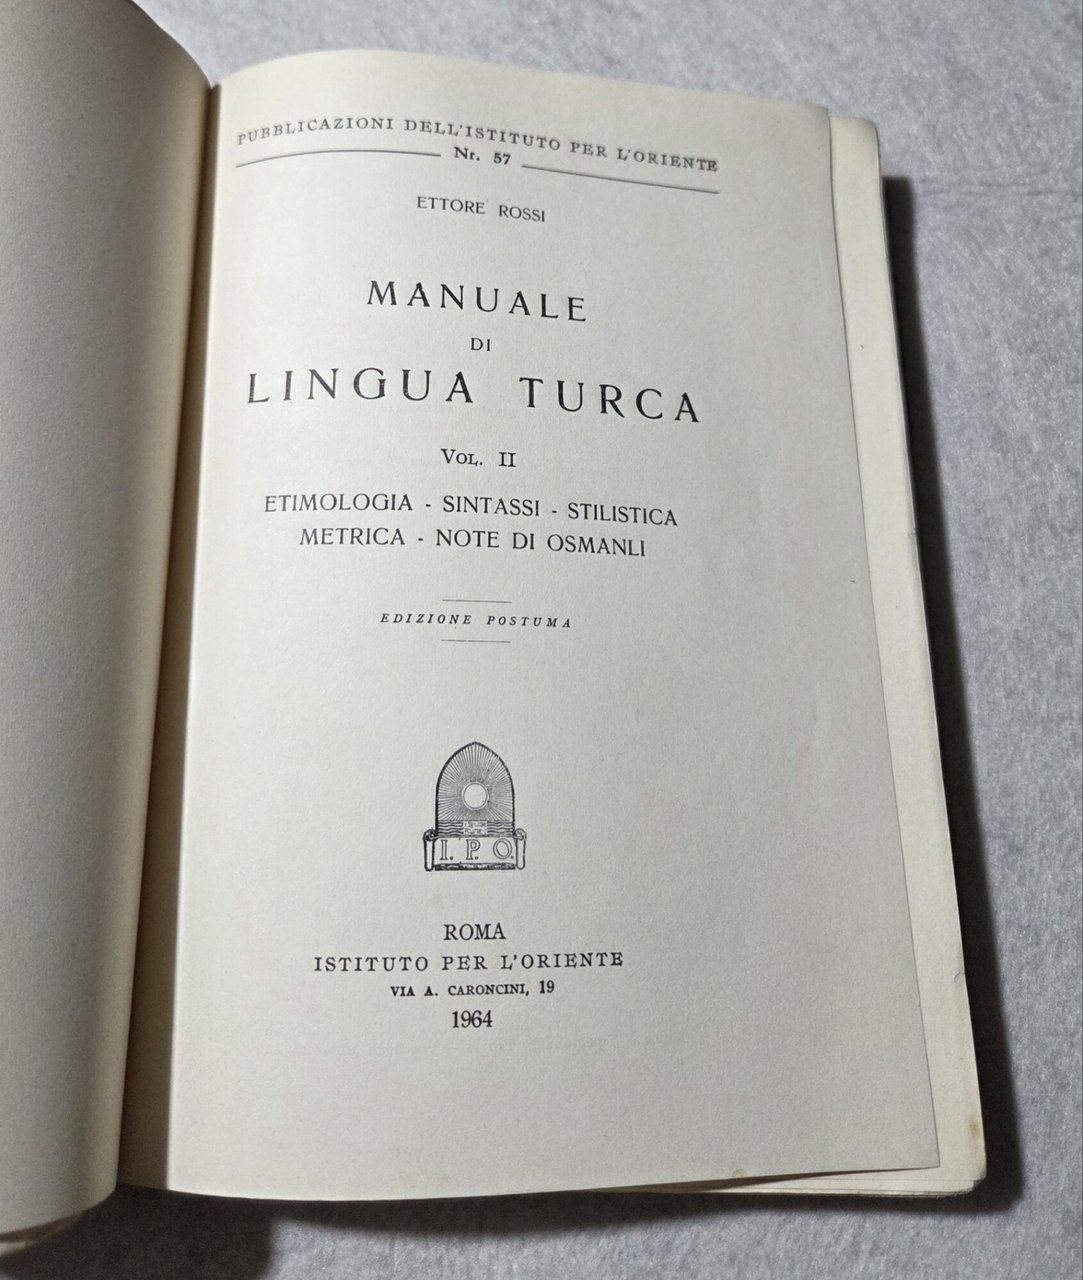 PUBBLICAZIONI DELL'ISTITUTO PER L'ORIENTE
Nr. 57
ETTORE ROSSI
MANUALE
DI
LINGUA TURCA
VOL. II
ETIMOLOGIA - SINTASSI - STILISTICA
METRICA - NOTE DI OSMANLI
EDIZIONE POSTUMA
I. P. O.
ROMA
ISTITUTO PER L'ORIENTE
VIA A. CARONCINI, 19
1964